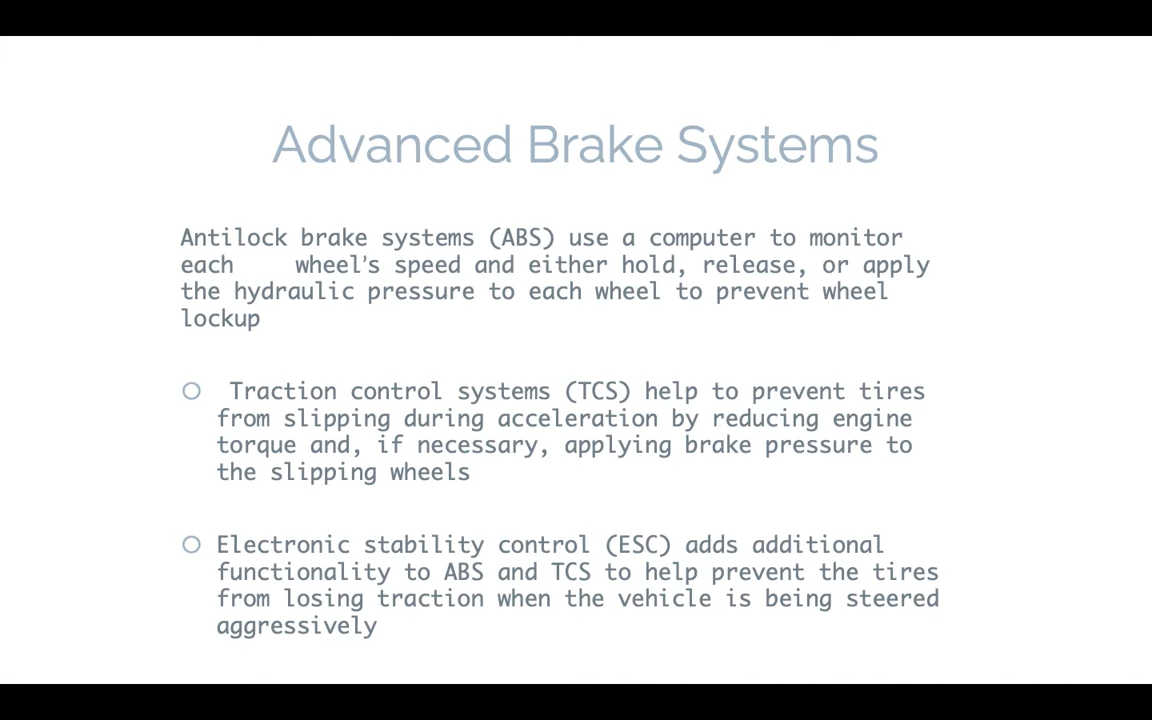 Advanced Brake Systems
Antilock brake systems (ABS) use a computer to monitor
each    wheel's speed and either hold, release, or apply
the hydraulic pressure to each wheel to prevent wheel
lockup
○ Traction control systems (TCS) help to prevent tires
from slipping during acceleration by reducing engine
torque and, if necessary, applying brake pressure to
the slipping wheels
○ Electronic stability control (ESC) adds additional
functionality to ABS and TCS to help prevent the tires
from losing traction when the vehicle is being steered
aggressively